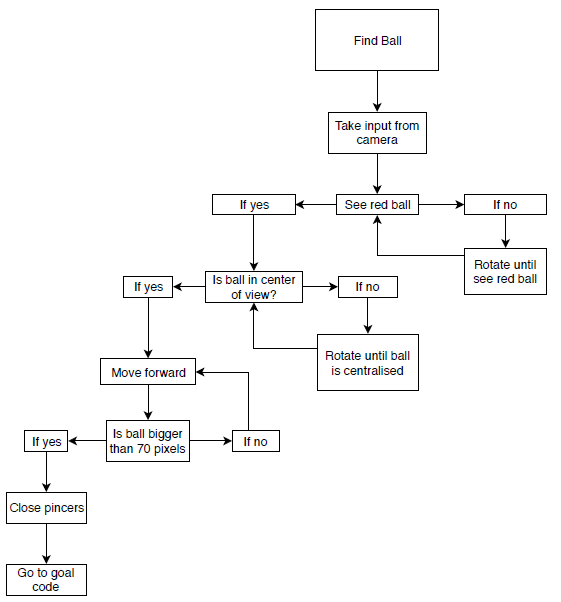 Find Ball
Take input from
camera
If yes
See red ball
If no
Rotate until
see red ball
If yes
Is ball in center
of view?
If no
Rotate until ball
is centralised
Move forward
If yes
Is ball bigger
than 70 pixels
If no
Close pincers
Go to goal
code